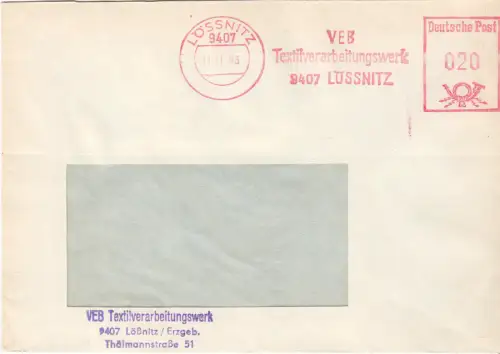 LÖSSNITZ
9407
VEB
Textilverarbeitungswerk
9407 LÖSSNITZ
Deutsche Post
020
VEB Textilverarbeitungswerk
9407 Lößnitz/Erzgeb.
Thälmannstraße 51